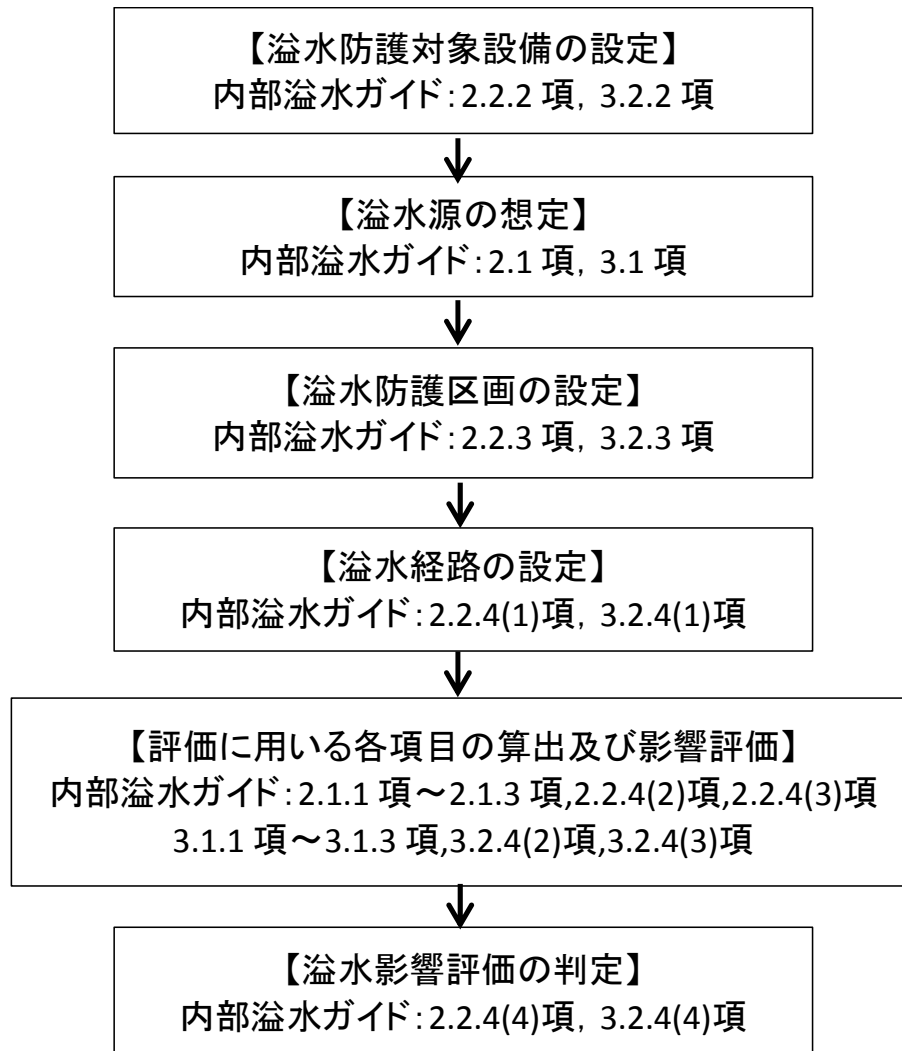 【溢水防護対象設備の設定】
内部溢水ガイド：2.2.2 項，3.2.2 項
【溢水源の想定】
内部溢水ガイド：2.1 項，3.1 項
【溢水防護区画の設定】
内部溢水ガイド：2.2.3 項，3.2.3 項
【溢水経路の設定】
内部溢水ガイド：2.2.4(1)項，3.2.4(1)項
【評価に用いる各項目の算出及び影響評価】
内部溢水ガイド：2.1.1 項～2.1.3 項,2.2.4(2)項,2.2.4(3)項
3.1.1 項～3.1.3 項,3.2.4(2)項,3.2.4(3)項
【溢水影響評価の判定】
内部溢水ガイド：2.2.4(4)項，3.2.4(4)項